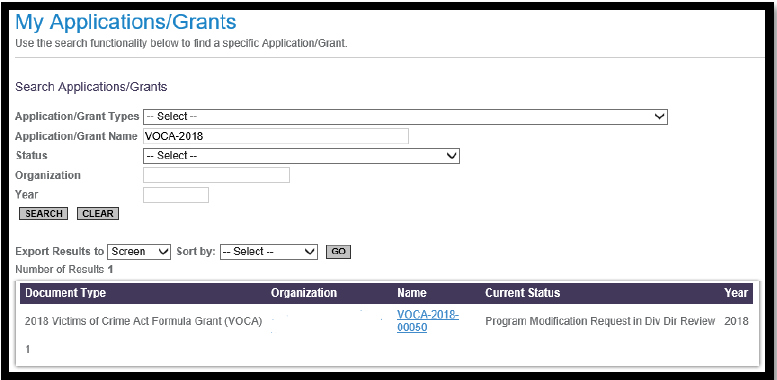 My Applications/Grants
Use the search functionality below to find a specific Application/Grant.
Search Applications/Grants
Application/Grant Types -- Select --
Application/Grant Name VOCA-2018
Status -- Select --
Organization
Year
SEARCH CLEAR
Export Results to Screen Sort by: -- Select -- GO
Number of Results 1
Document Type Organization Name Current Status Year
2018 Victims of Crime Act Formula Grant (VOCA) VOCA-2018- Program Modification Request in Div Dir Review 2018
00050
1